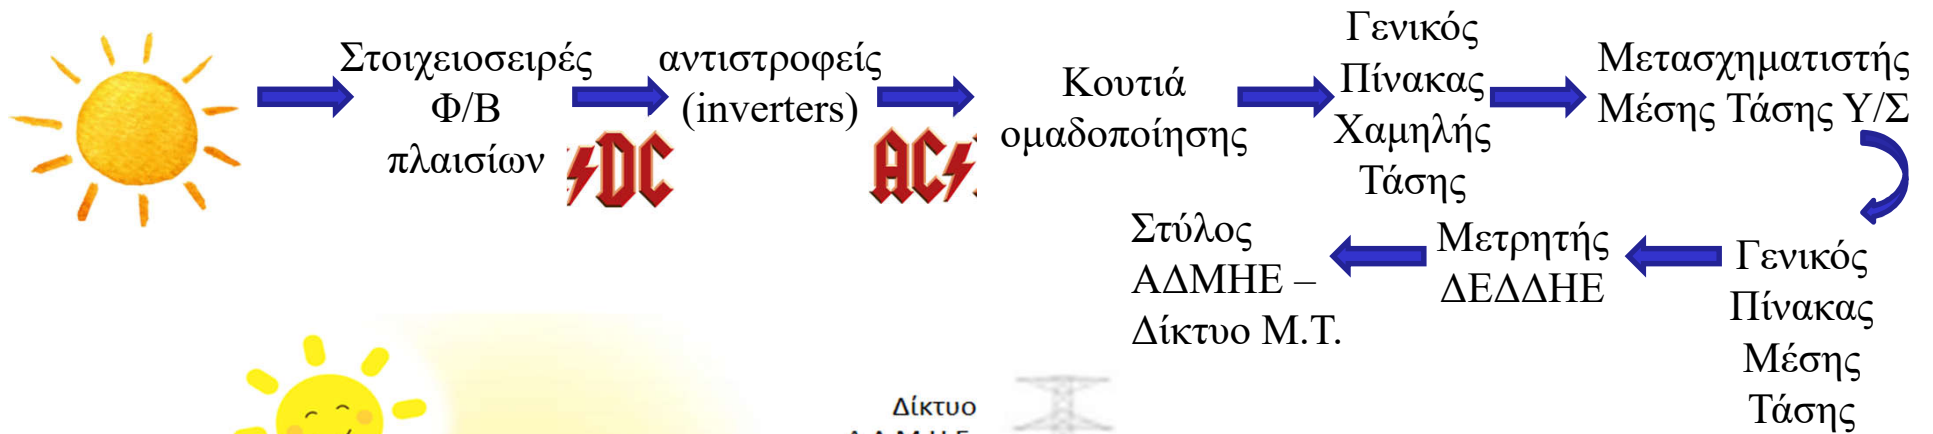 Στοιχειοσειρές
Φ/Β
πλαισίων
DC
αντιστροφείς
(inverters)
AC
Κουτιά
ομαδοποίησης
Γενικός
Πίνακας
Χαμηλής
Τάσης
Μετασχηματιστής
Μέσης Τάσης Υ/Σ
Γενικός
Πίνακας
Μέσης
Τάσης
Μετρητής
ΔΕΔΔΗΕ
Στύλος
ΑΔΜΗΕ –
Δίκτυο Μ.Τ.
Δίκτυο